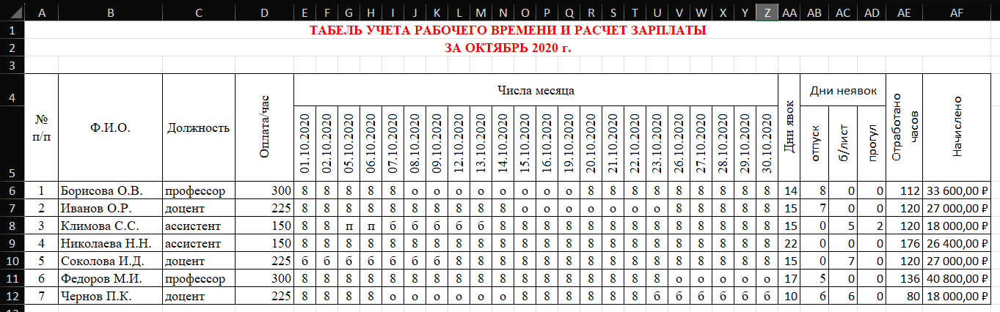 A B C D E F G H I J K L M N O P Q R S T U V W X Y Z AA AB AC AD AE AF
1 ТАБЕЛЬ УЧЕТА РАБОЧЕГО ВРЕМЕНИ И РАСЧЕТ ЗАРПЛАТЫ
2 ЗА ОКТЯБРЬ 2020 г.
3
4 Числа месяца Дни неявок
№
п/п
Ф.И.О.
Должность
Оплата/час
01.10.2020 02.10.2020 05.10.2020 06.10.2020 07.10.2020 08.10.2020 09.10.2020 12.10.2020 13.10.2020 14.10.2020 15.10.2020 16.10.2020 19.10.2020 20.10.2020 21.10.2020 22.10.2020 23.10.2020 26.10.2020 27.10.2020 28.10.2020 29.10.2020 30.10.2020
Дни явок
отпуск
б/лист
прогул
Отработано
часов
Начислено
5
6 1 Борисова О.В. профессор 300 8 8 8 8 8 о о о о о о о о 8 8 8 8 8 8 8 8 8 14 8 0 0 112 33 600,00 ₽
7 2 Иванов О.Р. доцент 225 8 8 8 8 8 8 8 8 8 8 о о о о о о о 8 8 8 8 8 15 7 0 0 120 27 000,00 ₽
8 3 Климова С.С. ассистент 150 8 8 п п б б б б б 8 8 8 8 8 8 8 8 8 8 8 8 8 15 0 5 2 120 18 000,00 ₽
9 4 Николаева Н.Н. ассистент 150 8 8 8 8 8 8 8 8 8 8 8 8 8 8 8 8 8 8 8 8 8 8 22 0 0 0 176 26 400,00 ₽
10 5 Соколова И.Д. доцент 225 б б б б б б б 8 8 8 8 8 8 8 8 8 8 8 8 8 8 8 15 0 7 0 120 27 000,00 ₽
11 6 Федоров М.И. профессор 300 8 8 8 8 8 8 8 8 8 8 8 8 8 8 8 8 8 о о о о о 17 5 0 0 136 40 800,00 ₽
12 7 Чернов П.К. доцент 225 8 8 8 8 о о о о о о 8 8 8 8 8 8 б б б б б б 10 6 6 0 80 18 000,00 ₽